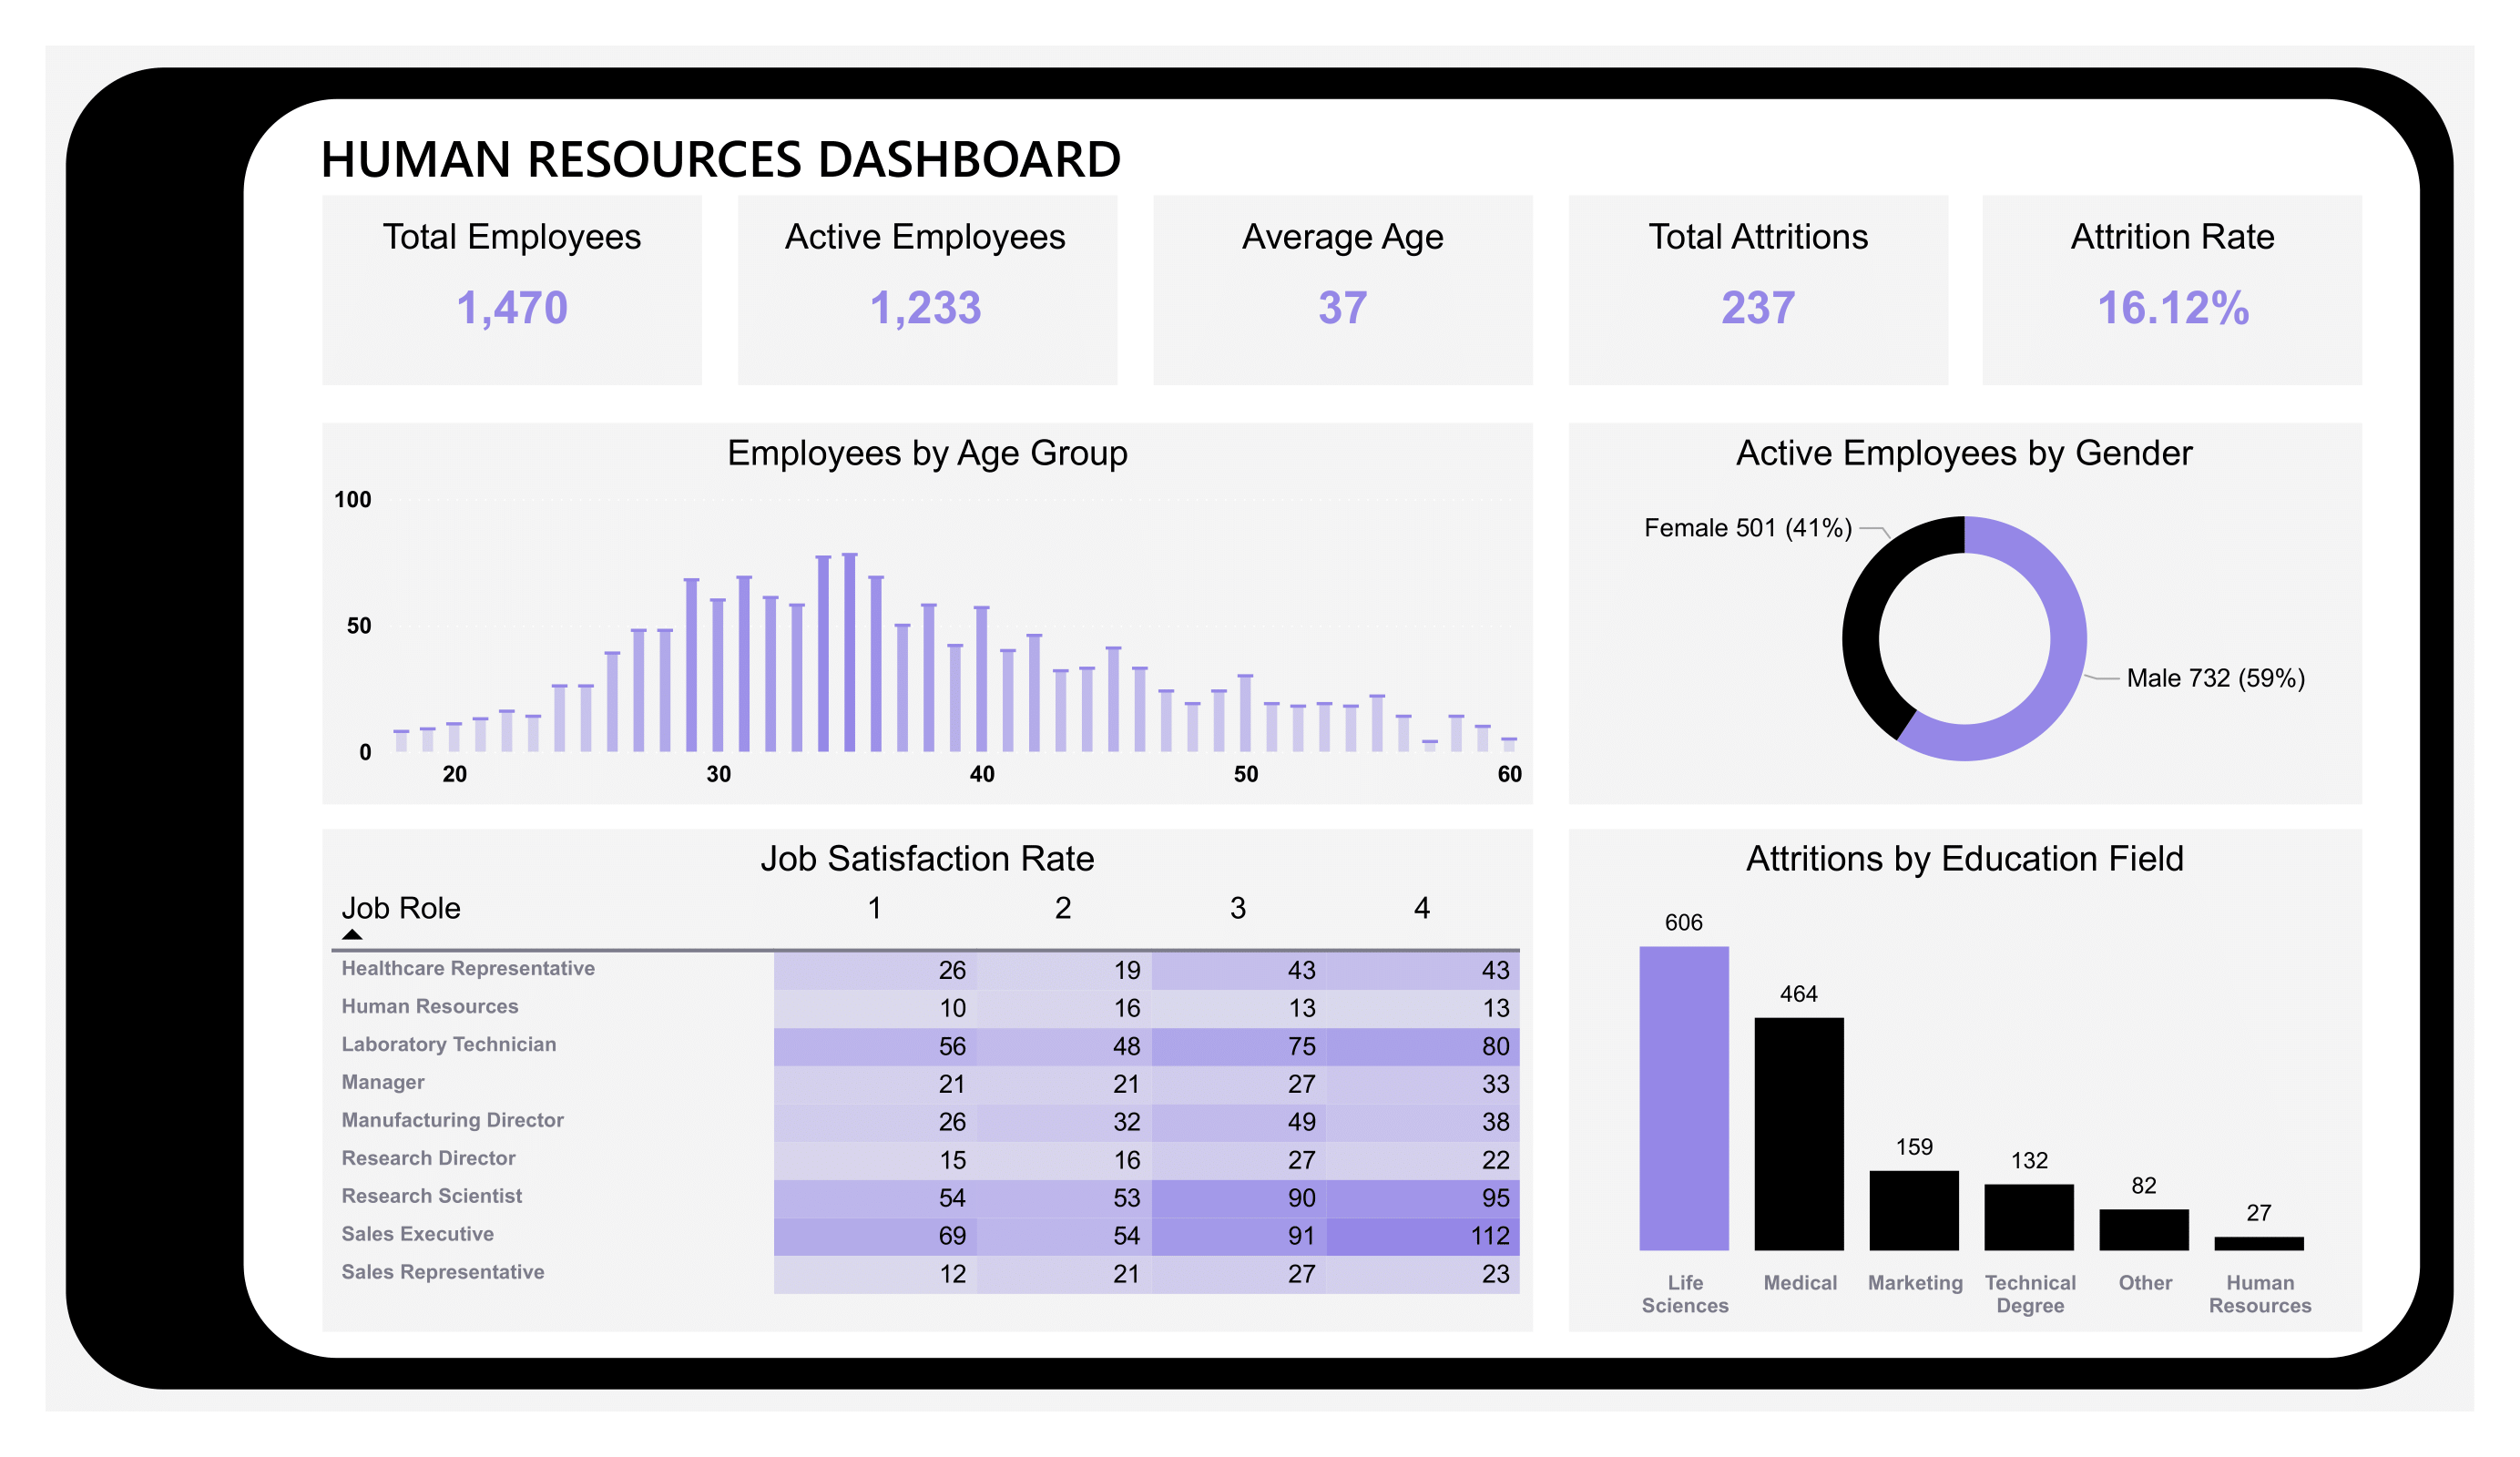 HUMAN RESOURCES DASHBOARD
Total Employees
1,470
Active Employees
1,233
Average Age
37
Total Attritions
237
Attrition Rate
16.12%
Employees by Age Group
100
50
0
20 30 40 50 60
Active Employees by Gender
Female 501 (41%)
Male 732 (59%)
Job Satisfaction Rate
Job Role 1 2 3 4
Healthcare Representative 26 19 43 43
Human Resources 10 16 13 13
Laboratory Technician 56 48 75 80
Manager 21 21 27 33
Manufacturing Director 26 32 49 38
Research Director 15 16 27 22
Research Scientist 54 53 90 95
Sales Executive 69 54 91 112
Sales Representative 12 21 27 23
Attritions by Education Field
606
464
159
132
82
27
Life
Sciences
Medical
Marketing
Technical
Degree
Other
Human
Resources